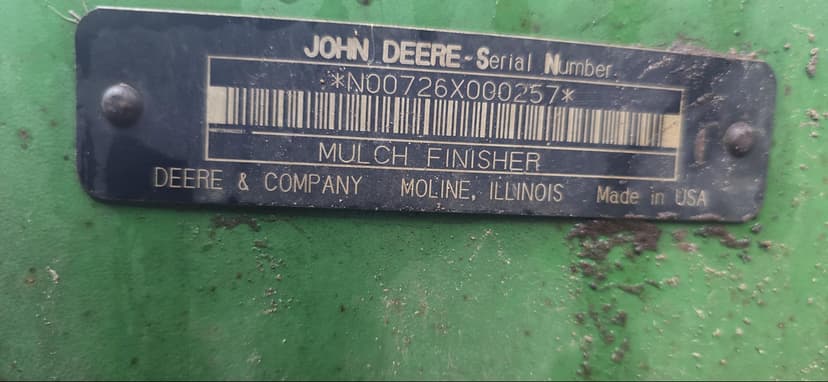 JOHN DEERE-Serial Number
*N00726X000257*
MULCH FINISHER
DEERE & COMPANY MOLINE, ILLINOIS Made in USA